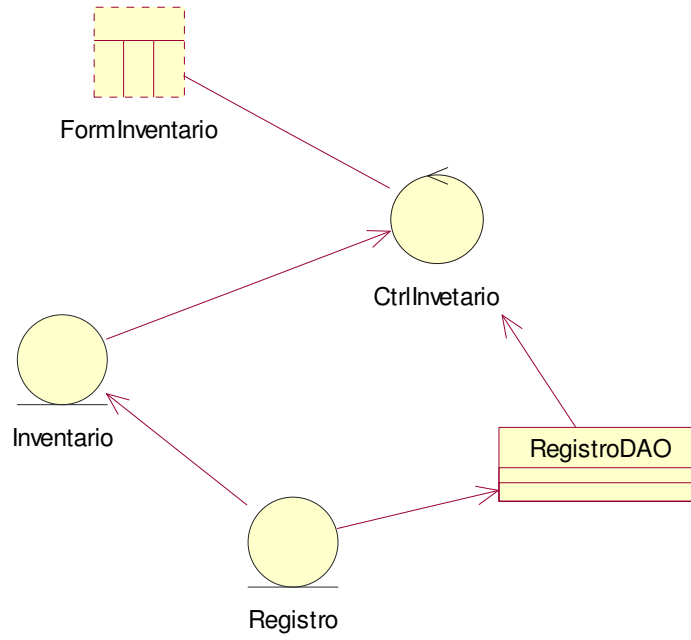 FormInventario
CtrlInvetario
Inventario
RegistroDAO
Registro